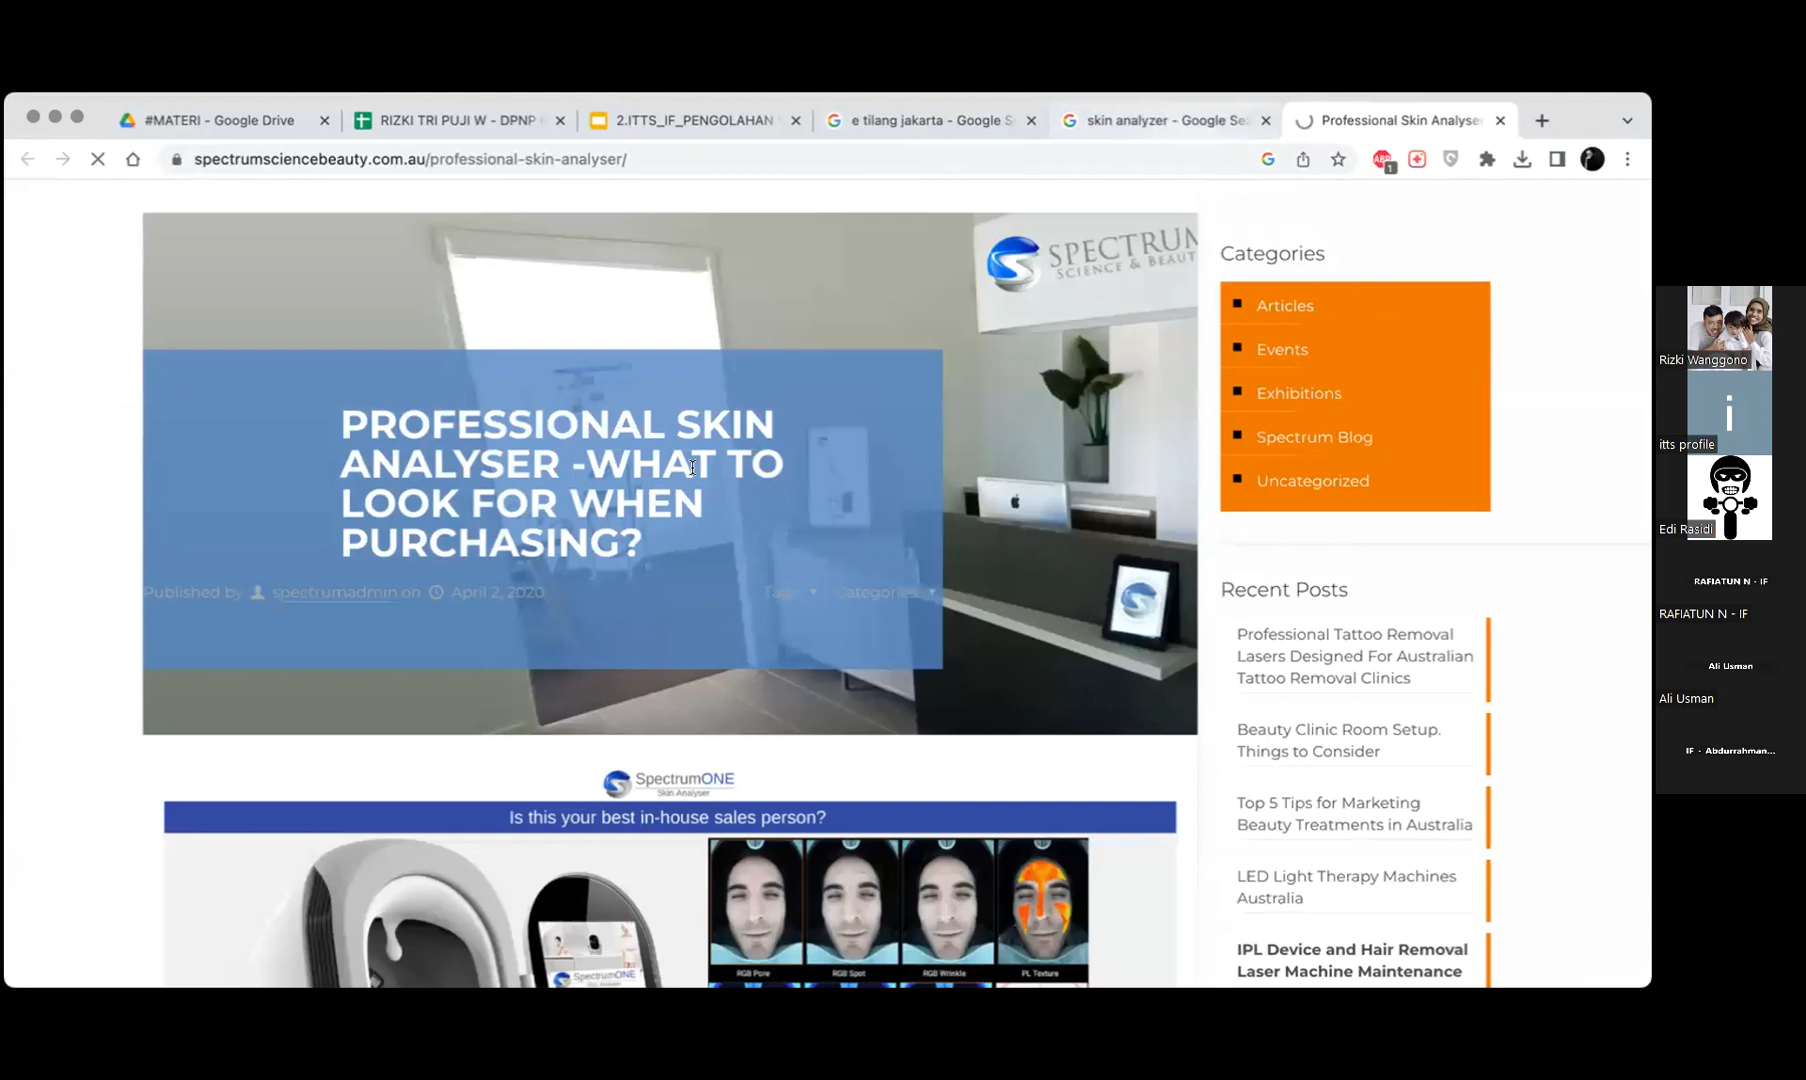 #MATERI - Google Drive
RIZKI TRI PUJI W - DPNP
2.ITTS_IF_PENGOLAHAN
e tilang jakarta - Google S
skin analyzer - Google Sea
Professional Skin Analyser
spectrumsciencebeauty.com.au/professional-skin-analyser/
ABP
1
SPECTRUM
SCIENCE & BEAUT
PROFESSIONAL SKIN
ANALYSER -WHAT TO
LOOK FOR WHEN
PURCHASING?
Published by spectrumadmin on April 2, 2020
Categories
SpectrumONE
Skin Analyser
Is this your best in-house sales person?
SpectrumONE
RGB Pore
RGB Spot
RGB Wrinkle
PL Texture
Categories
Articles
Events
Exhibitions
Spectrum Blog
Uncategorized
Recent Posts
Professional Tattoo Removal
Lasers Designed For Australian
Tattoo Removal Clinics
Beauty Clinic Room Setup.
Things to Consider
Top 5 Tips for Marketing
Beauty Treatments in Australia
LED Light Therapy Machines
Australia
IPL Device and Hair Removal
Laser Machine Maintenance
Rizki Wanggono
i
itts profile
Edi Rasidi
RAFIATUN N - IF
RAFIATUN N - IF
Ali Usman
Ali Usman
IF - Abdurrahman...